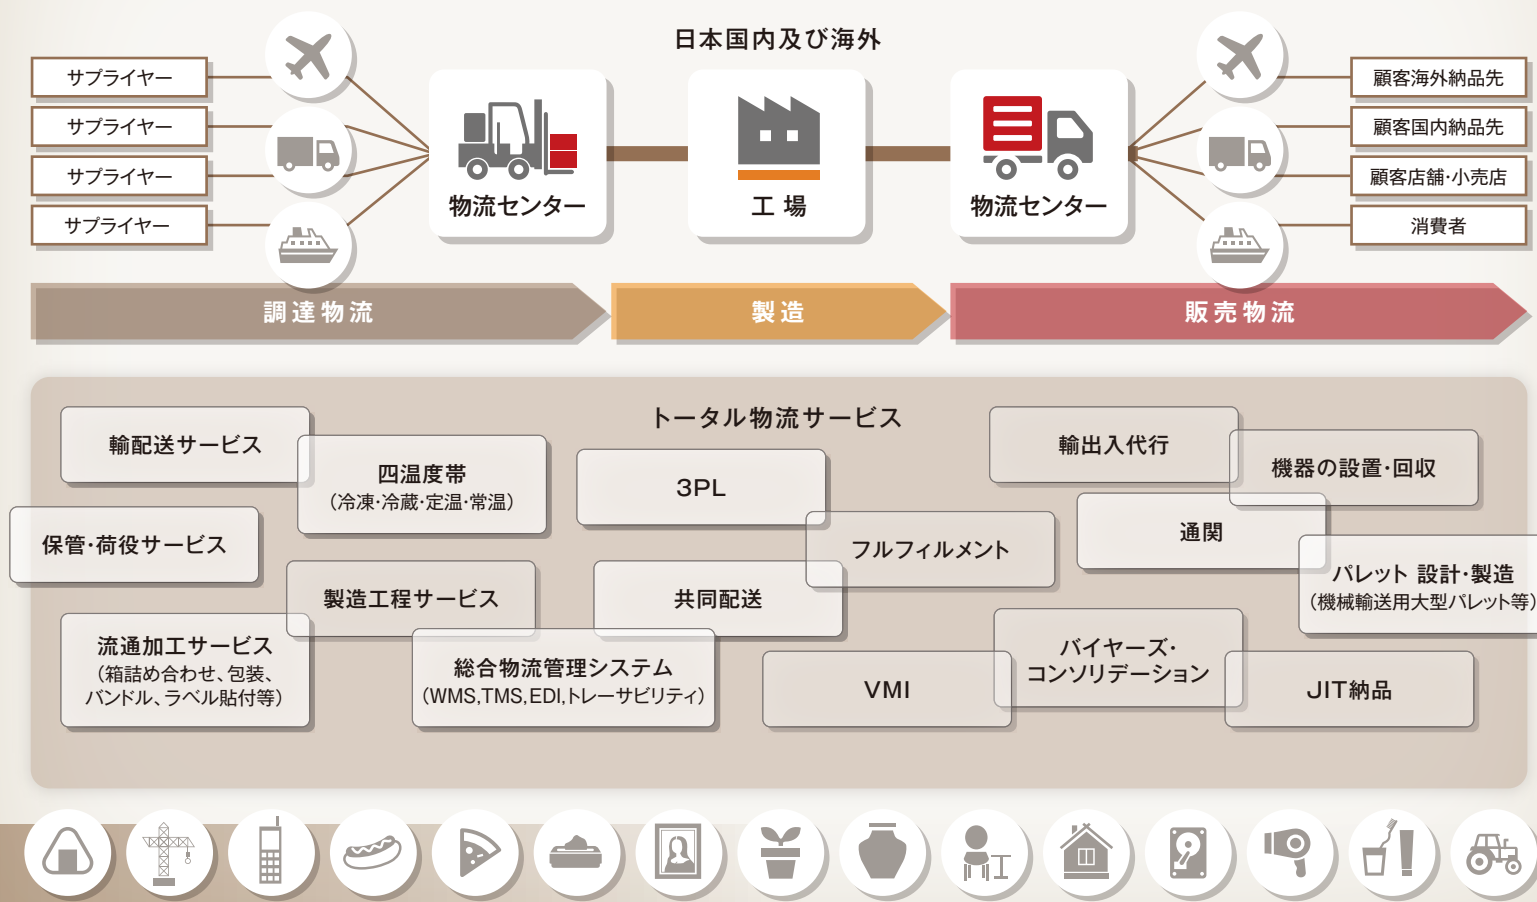 日本国内及び海外
サプライヤー
サプライヤー
サプライヤー
サプライヤー
物流センター
工 場
物流センター
顧客海外納品先
顧客国内納品先
顧客店舗・小売店
消費者
調達物流
製造
販売物流
トータル物流サービス
輸配送サービス
四温度帯
（冷凍・冷蔵・定温・常温）
3PL
輸出入代行
機器の設置・回収
保管・荷役サービス
フルフィルメント
通関
パレット 設計・製造
（機械輸送用大型パレット等）
製造工程サービス
共同配送
流通加工サービス
（箱詰め合わせ、包装、
バンドル、ラベル貼付等）
総合物流管理システム
（WMS,TMS,EDI,トレーサビリティ）
VMI
バイヤーズ・
コンソリデーション
JIT納品